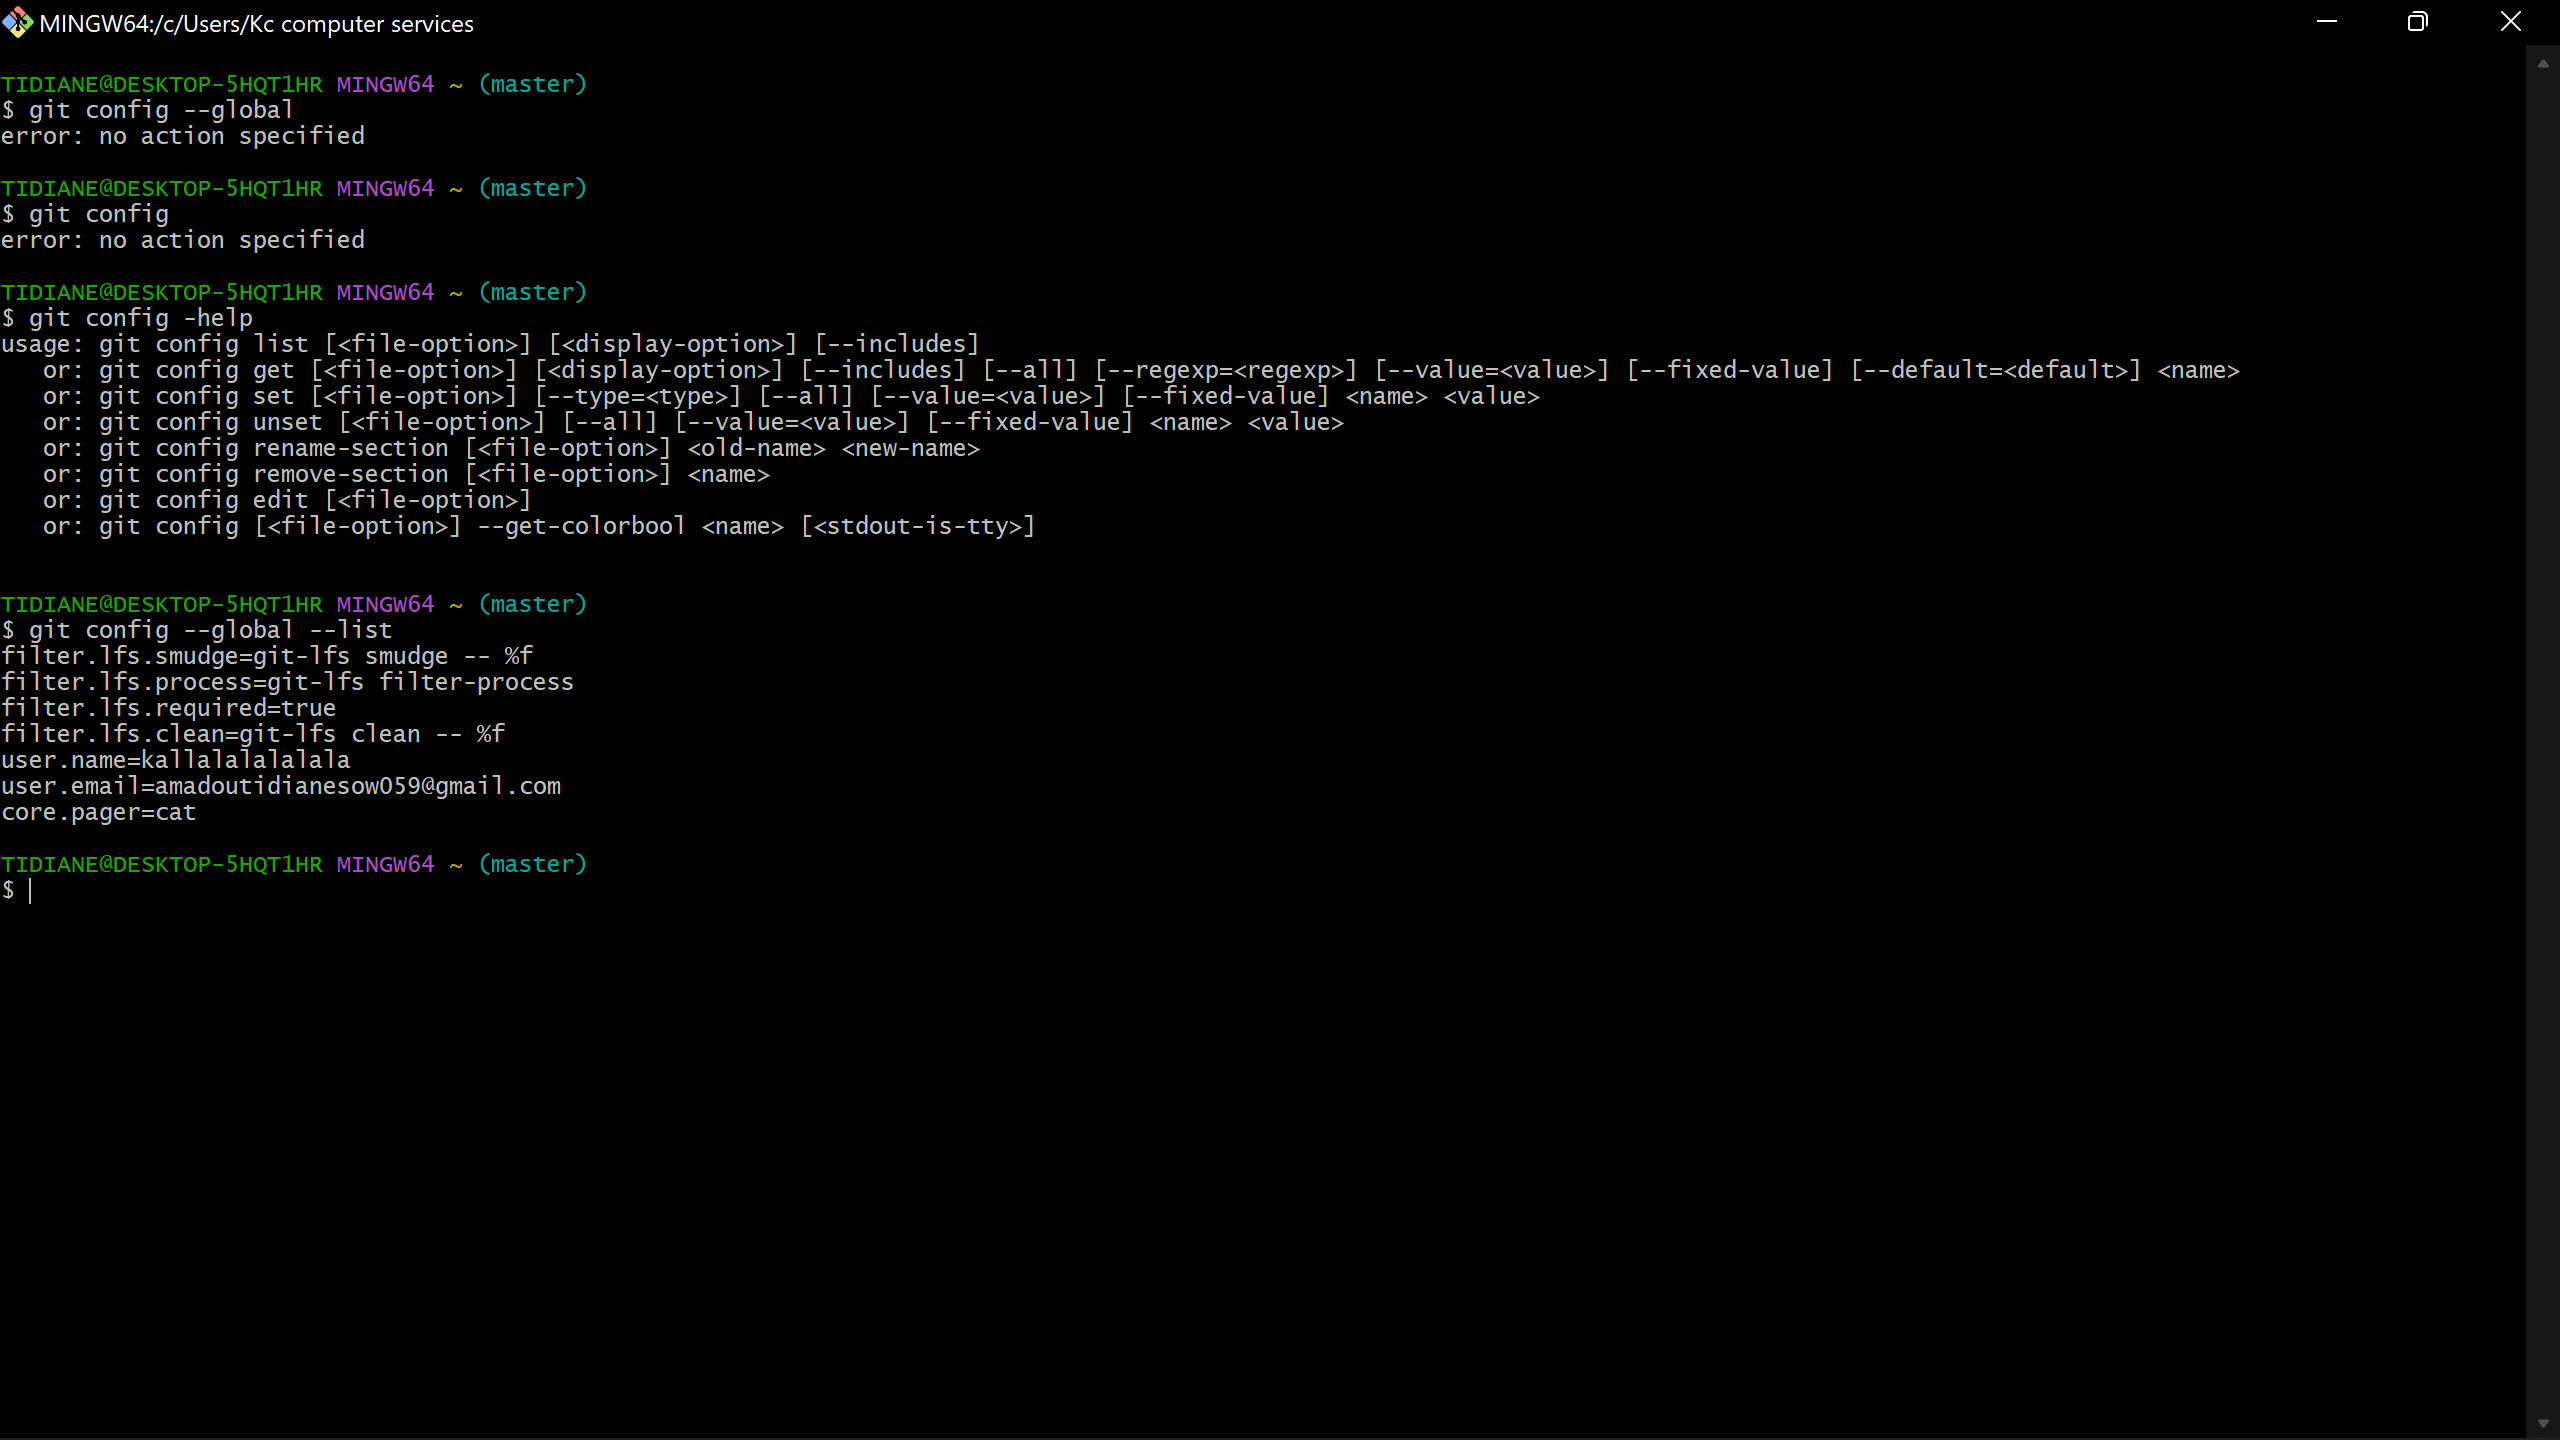 MINGW64:/c/Users/Kc computer services
TIDIANE@DESKTOP-5HQT1HR MINGW64 ~ (master)
$ git config --global
error: no action specified
TIDIANE@DESKTOP-5HQT1HR MINGW64 ~ (master)
$ git config
error: no action specified
TIDIANE@DESKTOP-5HQT1HR MINGW64 ~ (master)
$ git config -help
usage: git config list [<file-option>] [<display-option>] [--includes]
   or: git config get [<file-option>] [<display-option>] [--includes] [--all] [--regexp=<regexp>] [--value=<value>] [--fixed-value] [--default=<default>] <name>
   or: git config set [<file-option>] [--type=<type>] [--all] [--value=<value>] [--fixed-value] <name> <value>
   or: git config unset [<file-option>] [--all] [--value=<value>] [--fixed-value] <name> <value>
   or: git config rename-section [<file-option>] <old-name> <new-name>
   or: git config remove-section [<file-option>] <name>
   or: git config edit [<file-option>]
   or: git config [<file-option>] --get-colorbool <name> [<stdout-is-tty>]
TIDIANE@DESKTOP-5HQT1HR MINGW64 ~ (master)
$ git config --global --list
filter.lfs.smudge=git-lfs smudge -- %f
filter.lfs.process=git-lfs filter-process
filter.lfs.required=true
filter.lfs.clean=git-lfs clean -- %f
user.name=kallalalalalala
user.email=amadoutidianesow059@gmail.com
core.pager=cat
TIDIANE@DESKTOP-5HQT1HR MINGW64 ~ (master)
$